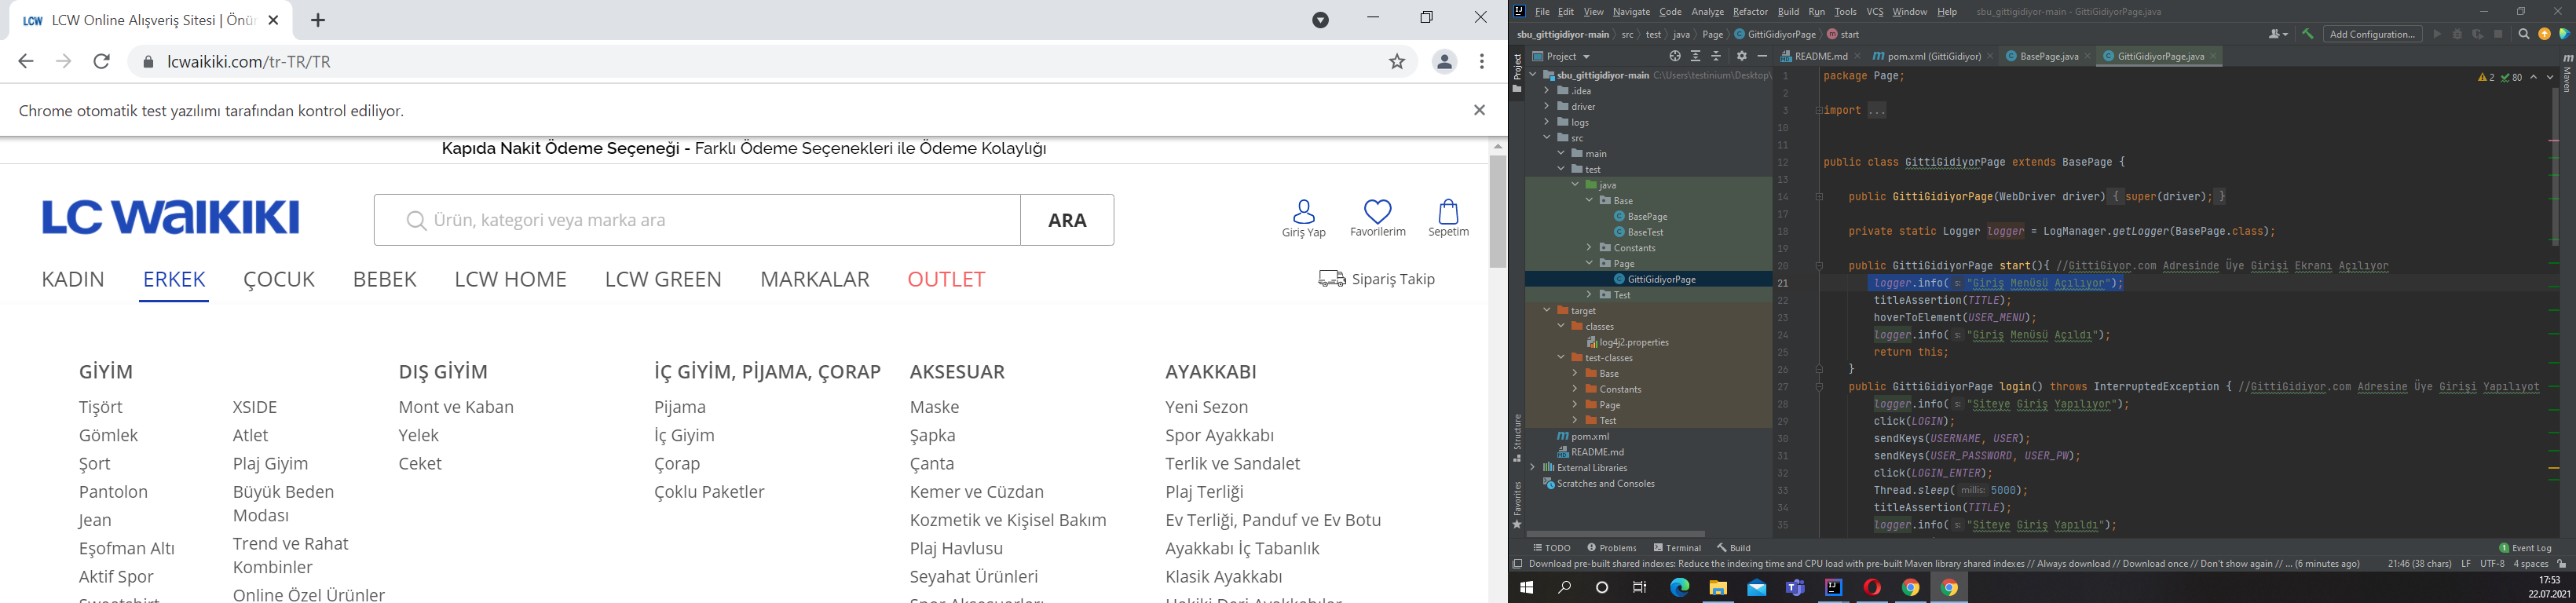 LCW Online Alışveriş Sitesi | Önür
lcwaikiki.com/tr-TR/TR
Chrome otomatik test yazılımı tarafından kontrol ediliyor.
Kapıda Nakit Ödeme Seçeneği - Farklı Ödeme Seçenekleri ile Ödeme Kolaylığı
LC WAIKIKI
Ürün, kategori veya marka ara
ARA
Giriş Yap
Favorilerim
Sepetim
KADIN ERKEK ÇOCUK BEBEK LCW HOME LCW GREEN MARKALAR OUTLET
Sipariş Takip
GİYİM
Tişört
Gömlek
Şort
Pantolon
Jean
Eşofman Altı
Aktif Spor
Sweatshirt
XSIDE
Atlet
Plaj Giyim
Büyük Beden
Modası
Trend ve Rahat
Kombinler
Online Özel Ürünler
DIŞ GİYİM
Mont ve Kaban
Yelek
Ceket
İÇ GİYİM, PİJAMA, ÇORAP
Pijama
İç Giyim
Çorap
Çoklu Paketler
AKSESUAR
Maske
Şapka
Çanta
Kemer ve Cüzdan
Kozmetik ve Kişisel Bakım
Plaj Havlusu
Seyahat Ürünleri
Spor Aksesuarları
AYAKKABI
Yeni Sezon
Spor Ayakkabı
Terlik ve Sandalet
Plaj Terliği
Ev Terliği, Panduf ve Ev Botu
Ayakkabı İç Tabanlık
Klasik Ayakkabı
Hakiki Deri Ayakkabılar
File Edit View Navigate Code Analyze Refactor Build Run Tools VCS Window Help sbu_gittigidiyor-main - GittiGidiyorPage.java
sbu_gittigidiyor-main src test java Page GittiGidiyorPage start
Add Configuration...
Project
README.md pom.xml (GittiGidiyor) BasePage.java GittiGidiyorPage.java
Project
Structure
Favorites
Maven
sbu_gittigidiyor-main C:\Users\testinium\Desktop\
.idea
driver
logs
src
main
test
java
Base
BasePage
BaseTest
Constants
Page
GittiGidiyorPage
Test
target
classes
log4j2.properties
test-classes
Base
Constants
Page
Test
pom.xml
README.md
External Libraries
Scratches and Consoles
2 80
1 package Page;
2
3 import ...
10
11
12 public class GittiGidiyorPage extends BasePage {
13
14 public GittiGidiyorPage(WebDriver driver) { super(driver); }
17
18 private static Logger logger = LogManager.getLogger(BasePage.class);
19
20 public GittiGidiyorPage start(){ //GittiGiyor.com Adresinde Üye Girişi Ekranı Açılıyor
21 logger.info( s: "Giriş Menüsü Açılıyor");
22 titleAssertion(TITLE);
23 hoverToElement(USER_MENU);
24 logger.info( s: "Giriş Menüsü Açıldı");
25 return this;
26 }
27 public GittiGidiyorPage login() throws InterruptedException { //GittiGidiyor.com Adresine Üye Girişi Yapılıyot
28 logger.info( s: "Siteye Giriş Yapılıyor");
29 click(LOGIN);
30 sendKeys(USERNAME, USER);
31 sendKeys(USER_PASSWORD, USER_PW);
32 click(LOGIN_ENTER);
33 Thread.sleep( millis: 5000);
34 titleAssertion(TITLE);
35 logger.info( s: "Siteye Giriş Yapıldı");
TODO Problems Terminal Build
1 Event Log
Download pre-built shared indexes: Reduce the indexing time and CPU load with pre-built Maven library shared indexes // Always download // Download once // Don't show again // ... (6 minutes ago)
21:46 (38 chars) LF UTF-8 4 spaces
17:53
22.07.2021